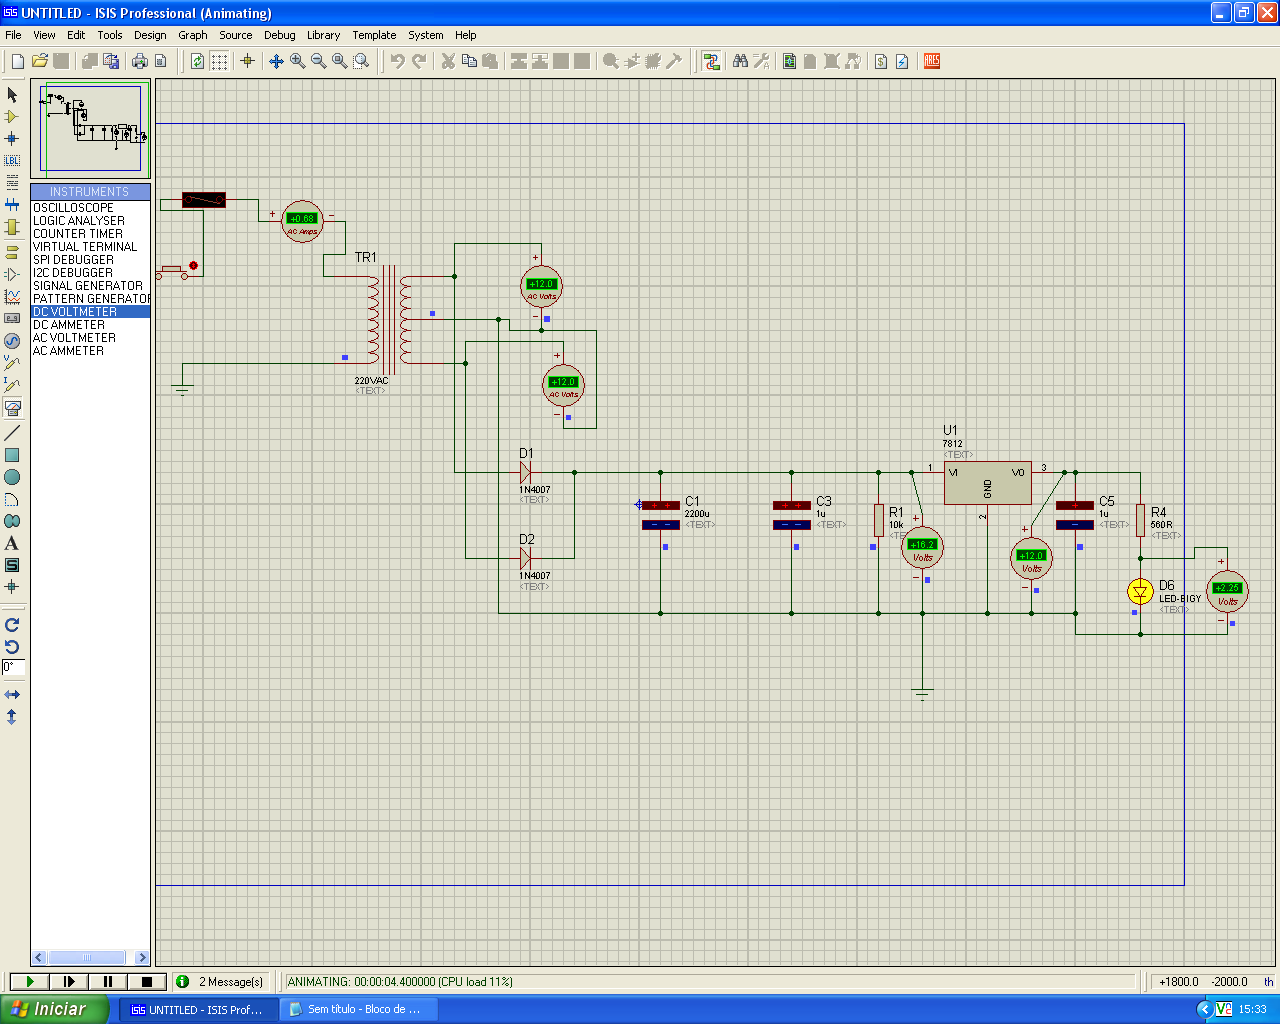 UNTITLED - ISIS Professional (Animating)
File View Edit Tools Design Graph Source Debug Library Template System Help
ARES
LBL
INSTRUMENTS
OSCILLOSCOPE
LOGIC ANALYSER
COUNTER TIMER
VIRTUAL TERMINAL
SPI DEBUGGER
I2C DEBUGGER
SIGNAL GENERATOR
PATTERN GENERATOR
DC VOLTMETER
DC AMMETER
AC VOLTMETER
AC AMMETER
0°
+0.68
AC Amps
TR1
220VAC
<TEXT>
+12.0
AC Volts
+12.0
AC Volts
D1
1N4007
<TEXT>
D2
1N4007
<TEXT>
C1
2200u
<TEXT>
C3
1u
<TEXT>
R1
10k
<TE
+16.2
Volts
U1
7812
<TEXT>
1 VI VO 3
GND
2
+12.0
Volts
C5
1u
<TEXT>
R4
560R
<TEXT>
D6
LED-BIGY
<TEXT>
+2.25
Volts
2 Message(s)
ANIMATING: 00:00:04.400000 (CPU load 11%)
+1800.0 -2000.0 th
Iniciar
isis UNTITLED - ISIS Prof...
Sem título - Bloco de ...
15:33